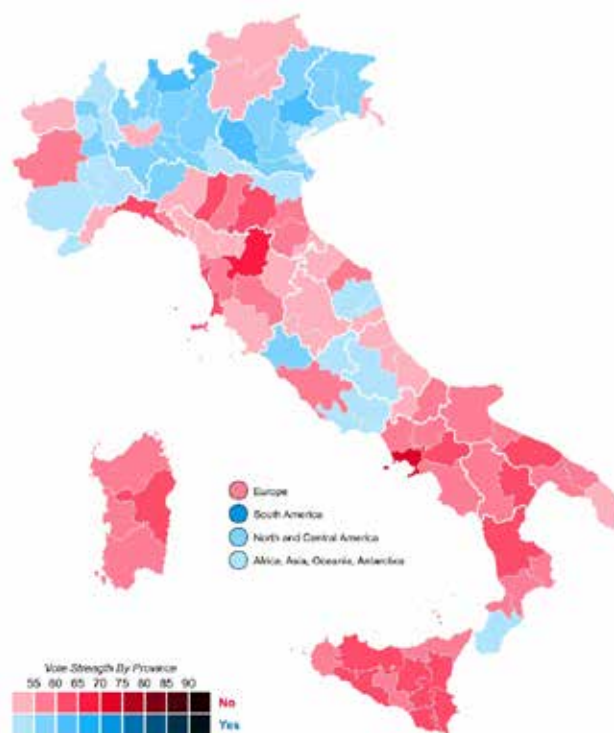 Europe
South America
North and Central America
Africa, Asia, Oceania, Antarctica
Vote Strength By Province
55 60 65 70 75 80 85 90
No
Yes